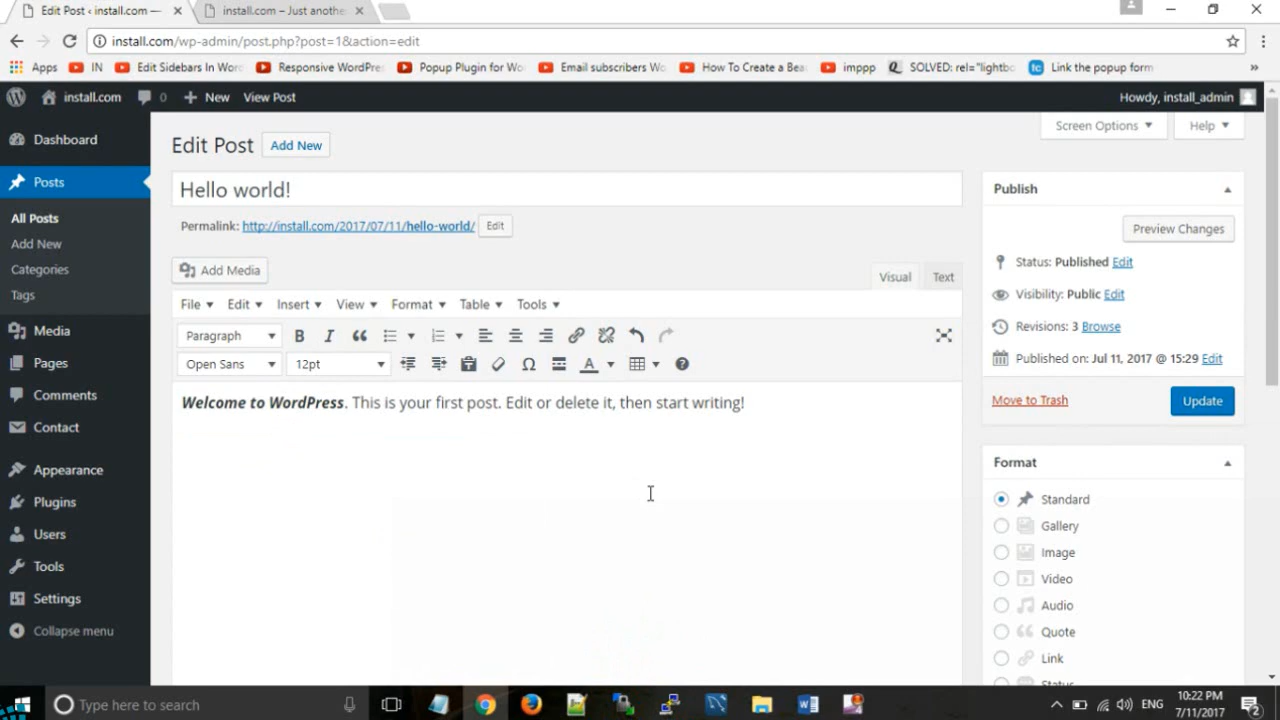 Edit Post ‹ install.com —
install.com – Just anothe
install.com/wp-admin/post.php?post=1&action=edit
Apps
IN
Edit Sidebars In Wor
Responsive WordPre
Popup Plugin for Wo
Email subscribers Wo
How To Create a Bea
imppp
SOLVED: rel="lightbo
Link the popup form
»
install.com
0
New
View Post
Howdy, install_admin
Screen Options
Help
Dashboard
Posts
All Posts
Add New
Categories
Tags
Media
Pages
Comments
Contact
Appearance
Plugins
Users
Tools
Settings
Collapse menu
Edit Post
Add New
Hello world!
Permalink: http://install.com/2017/07/11/hello-world/ Edit
Add Media
Visual
Text
File
Edit
Insert
View
Format
Table
Tools
Paragraph
Open Sans
12pt
Welcome to WordPress. This is your first post. Edit or delete it, then start writing!
Publish
Preview Changes
Status: Published Edit
Visibility: Public Edit
Revisions: 3 Browse
Published on: Jul 11, 2017 @ 15:29 Edit
Move to Trash
Update
Format
Standard
Gallery
Image
Video
Audio
Quote
Link
Status
Type here to search
ENG
10:22 PM
7/11/2017
2